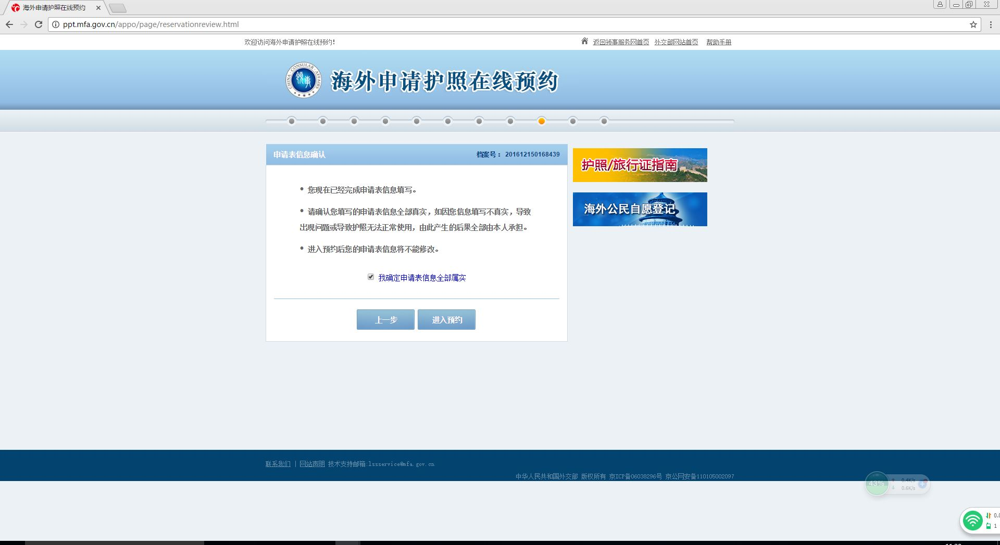 海外申请护照在线预约
ppt.mfa.gov.cn/appo/page/reservationreview.html
欢迎访问海外申请护照在线预约!
返回领事服务网首页 外交部网站首页 帮助手册
CHINA · CONSULAR · AFFAIRS
领事
海外申请护照在线预约
申请表信息确认 档案号: 201612150168439
• 您现在已经完成申请表信息填写。
• 请确认您填写的申请表信息全部真实，如因您信息填写不真实，导致
出现问题或导致护照无法正常使用，由此产生的后果全部由本人承担。
• 进入预约后您的申请表信息将不能修改。
我确定申请表信息全部属实
上一步 进入预约
护照/旅行证指南
海外公民自愿登记
联系我们 | 网站声明 技术支持邮箱:lssservice@mfa.gov.cn
中华人民共和国外交部 版权所有 京ICP备06038296号 京公网安备110105002097
43% 0.4K/s
0.6K/s
1